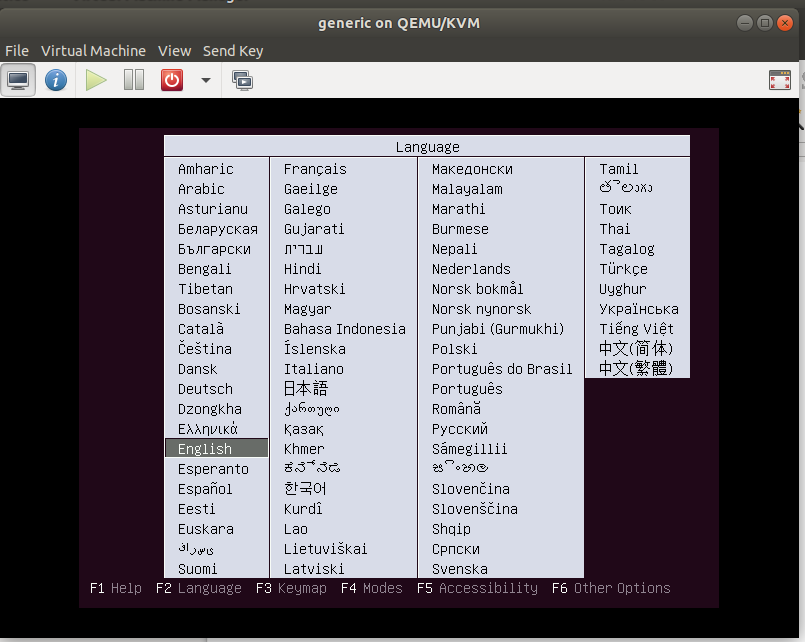 generic on QEMU/KVM
File Virtual Machine View Send Key
Language
Amharic
Arabic
Asturianu
Беларуская
Български
Bengali
Tibetan
Bosanski
Català
Čeština
Dansk
Deutsch
Dzongkha
Ελληνικά
English
Esperanto
Español
Eesti
Euskara
فارسی
Suomi
Français
Gaeilge
Galego
Gujarati
עברית
Hindi
Hrvatski
Magyar
Bahasa Indonesia
Íslenska
Italiano
日本語
ქართული
Қазақ
Khmer
ಕನ್ನಡ
한국어
Kurdî
Lao
Lietuviškai
Latviski
Македонски
Malayalam
Marathi
Burmese
Nepali
Nederlands
Norsk bokmål
Norsk nynorsk
Punjabi (Gurmukhi)
Polski
Português do Brasil
Português
Română
Русский
Sámegillii
සිංහල
Slovenčina
Slovenščina
Shqip
Српски
Svenska
Tamil
తెలుగు
Тоик
Thai
Tagalog
Türkçe
Uyghur
Українська
Tiếng Việt
中文(简体)
中文(繁體)
F1 Help F2 Language F3 Keymap F4 Modes F5 Accessibility F6 Other Options